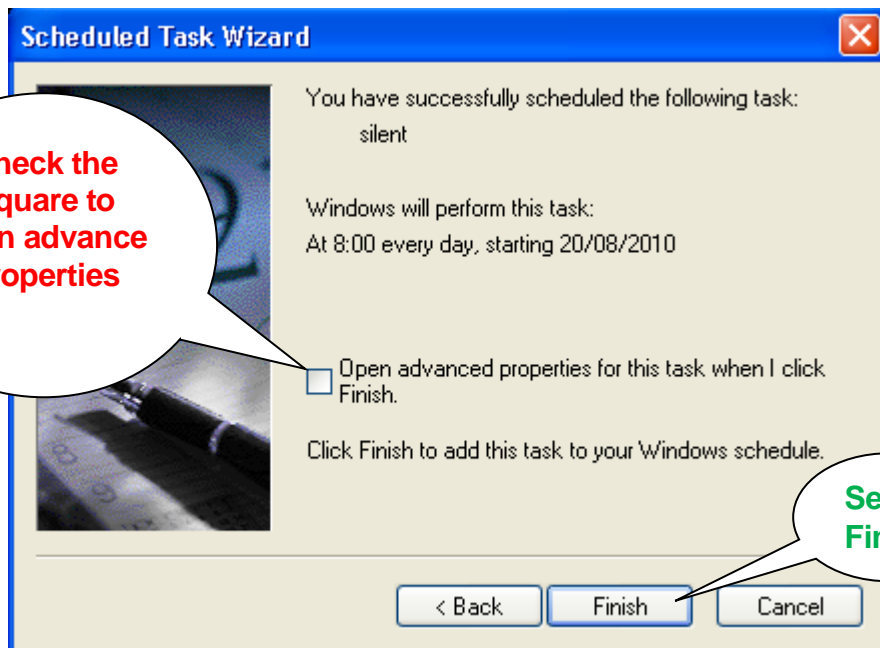 Scheduled Task Wizard
You have successfully scheduled the following task:
silent
heck the
quare to
n advance
operties
Windows will perform this task:
At 8:00 every day, starting 20/08/2010
Open advanced properties for this task when I click
Finish.
Click Finish to add this task to your Windows schedule.
Se
Fin
< Back
Finish
Cancel